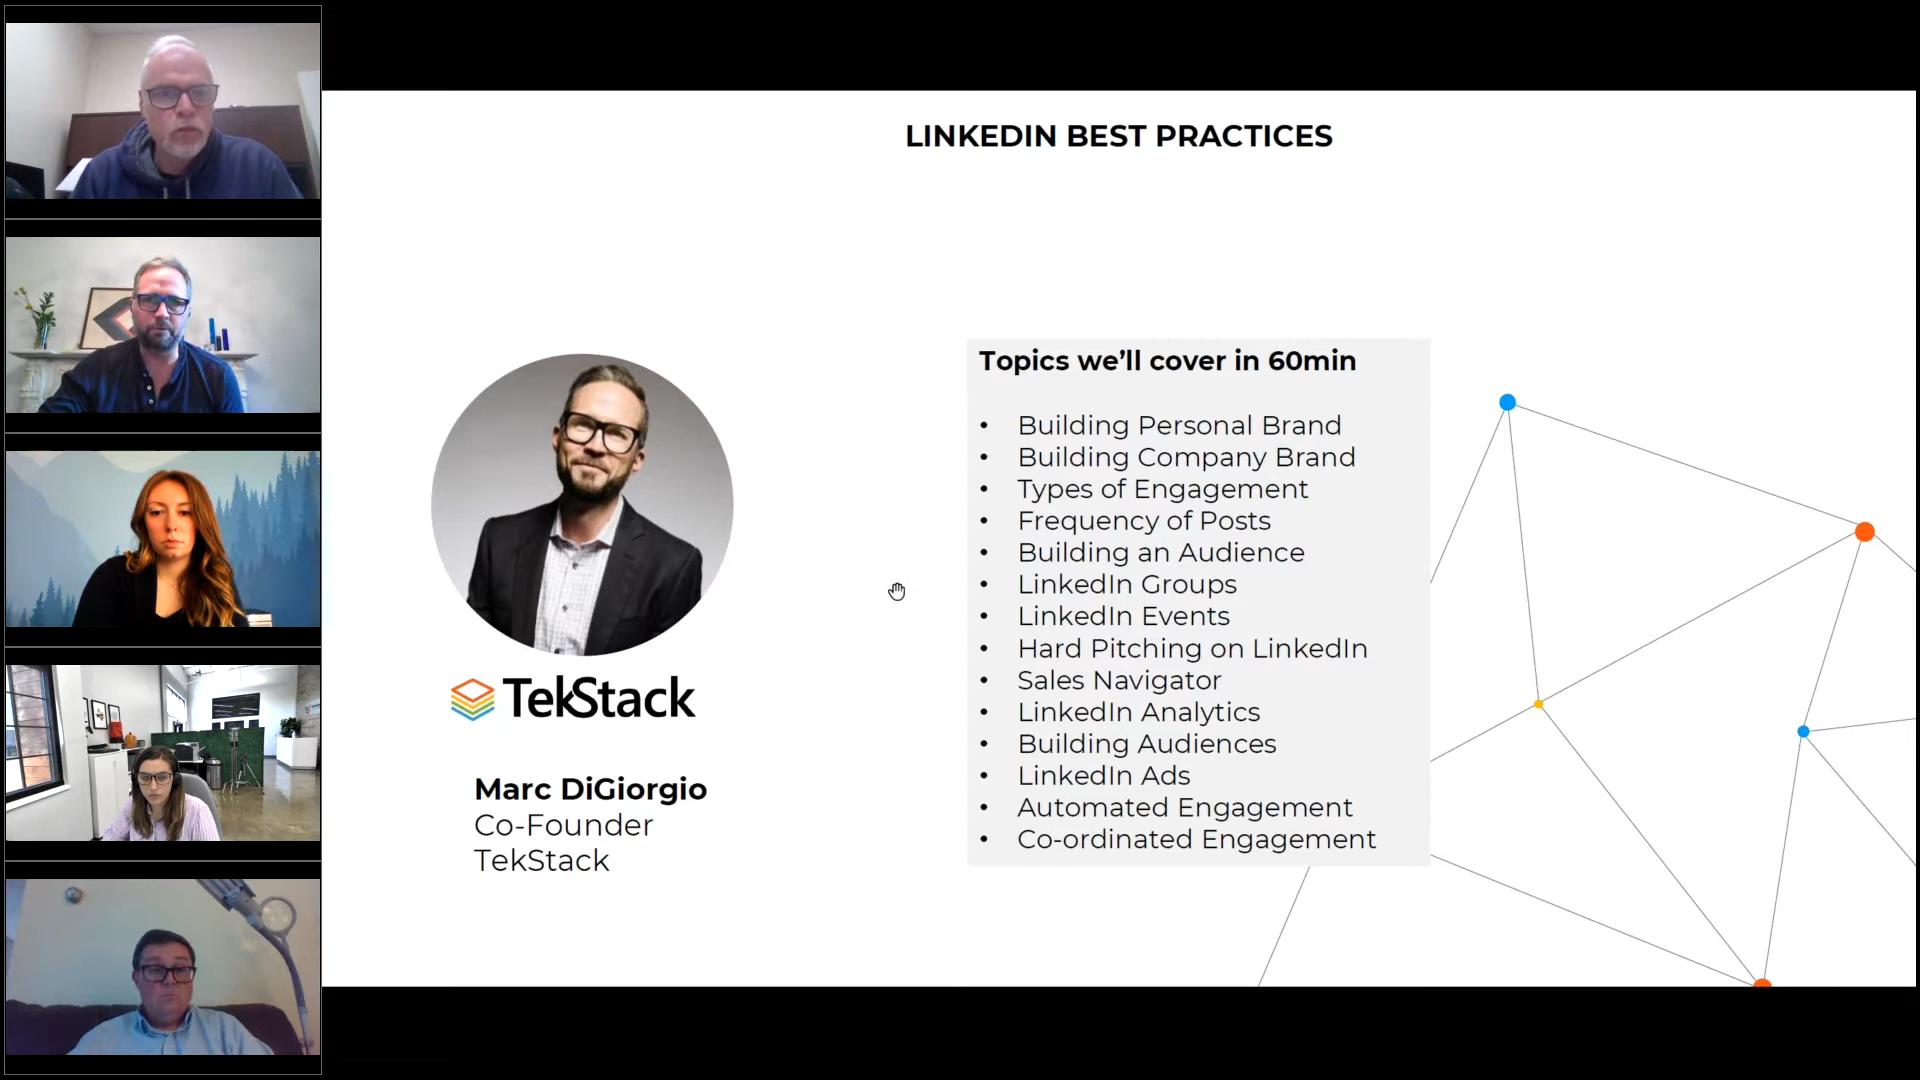 LINKEDIN BEST PRACTICES
TekStack
Marc DiGiorgio
Co-Founder
TekStack
Topics we’ll cover in 60min
• Building Personal Brand
• Building Company Brand
• Types of Engagement
• Frequency of Posts
• Building an Audience
• LinkedIn Groups
• LinkedIn Events
• Hard Pitching on LinkedIn
• Sales Navigator
• LinkedIn Analytics
• Building Audiences
• LinkedIn Ads
• Automated Engagement
• Co-ordinated Engagement